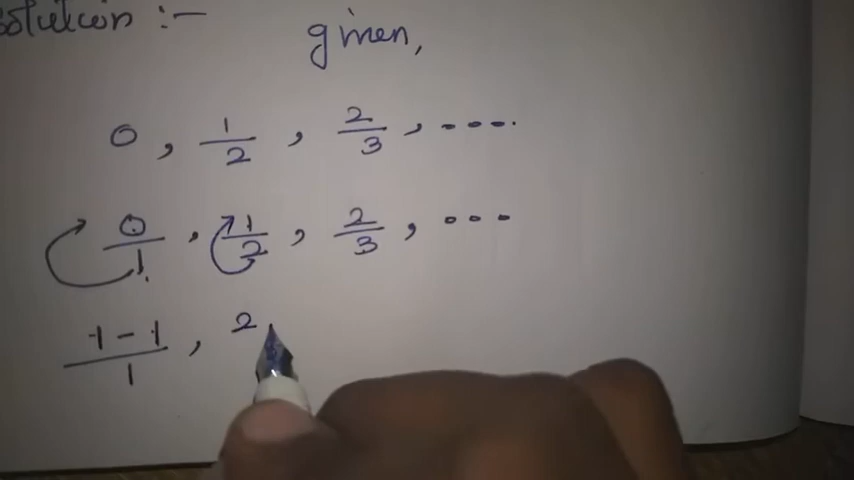 solution :-
given,
0, 1/2, 2/3, ....
0/1, 1/2, 2/3, ...
1-1/1, 2